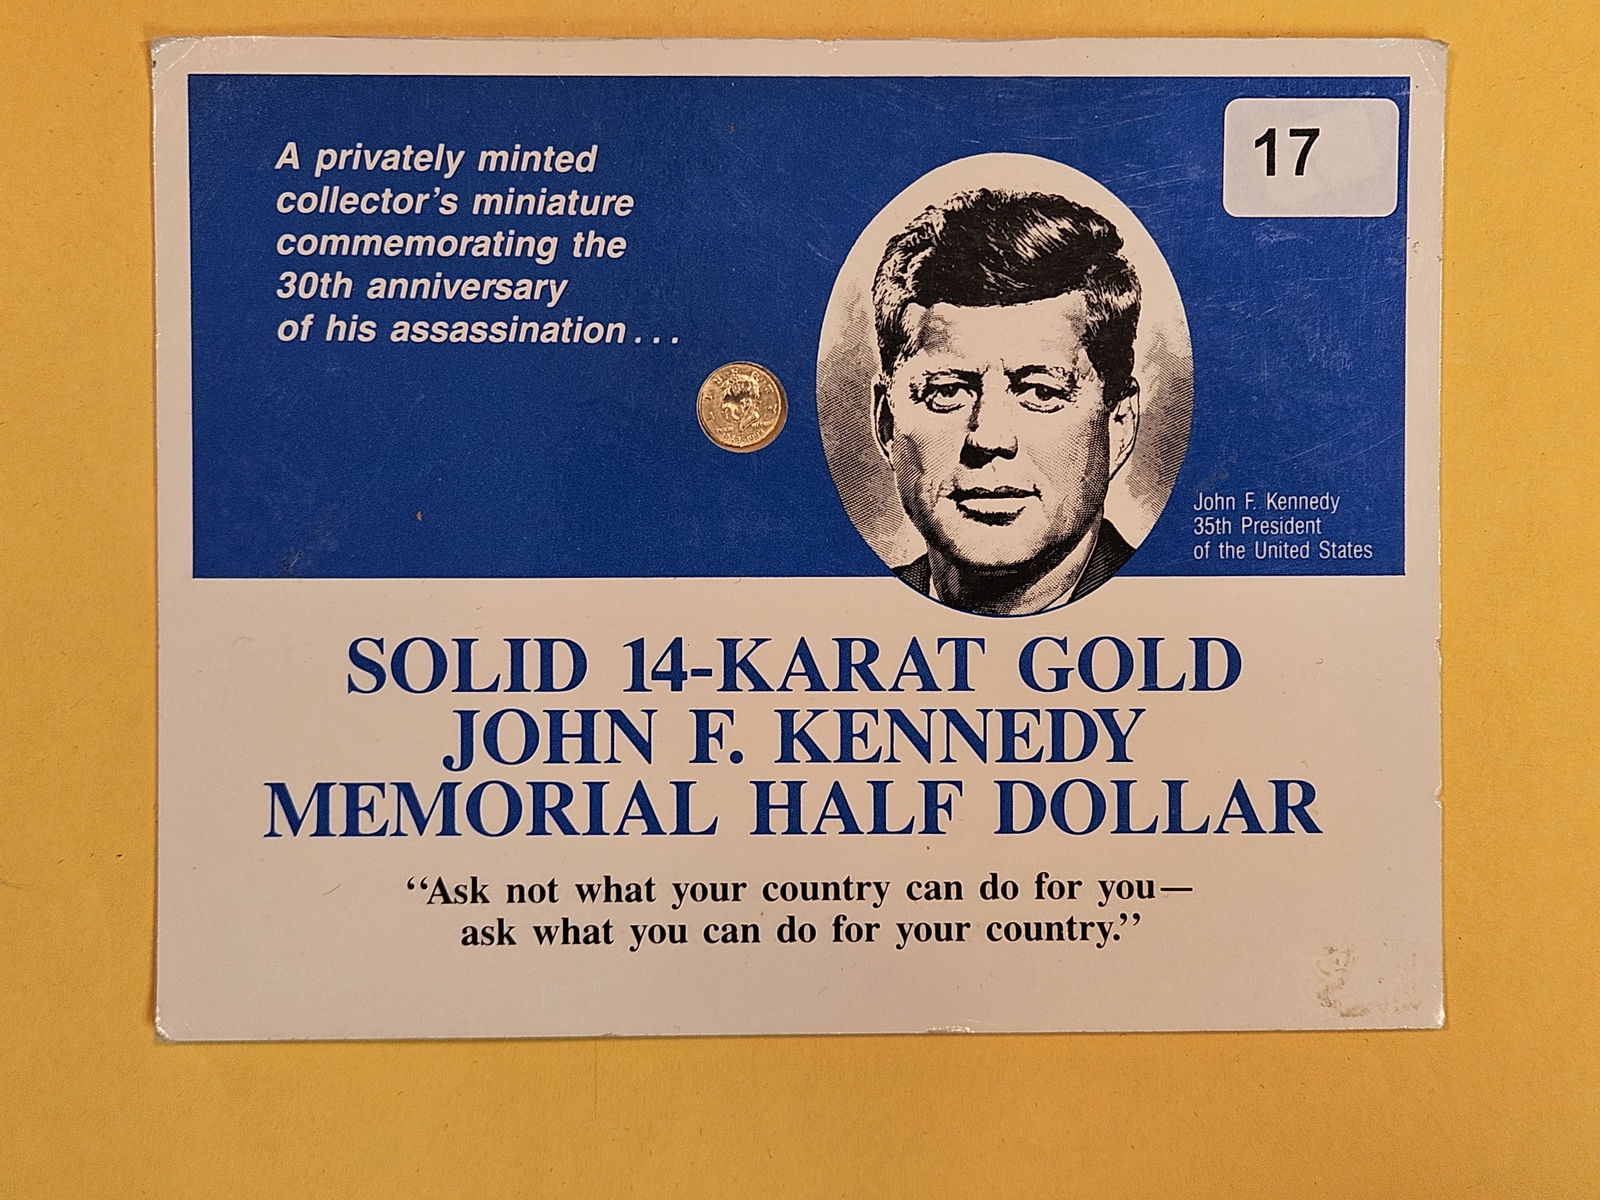 A privately minted
collector's miniature
commemorating the
30th anniversary
of his assassination...
17
John F. Kennedy
35th President
of the United States
SOLID 14-KARAT GOLD
JOHN F. KENNEDY
MEMORIAL HALF DOLLAR
“Ask not what your country can do for you—
ask what you can do for your country.”